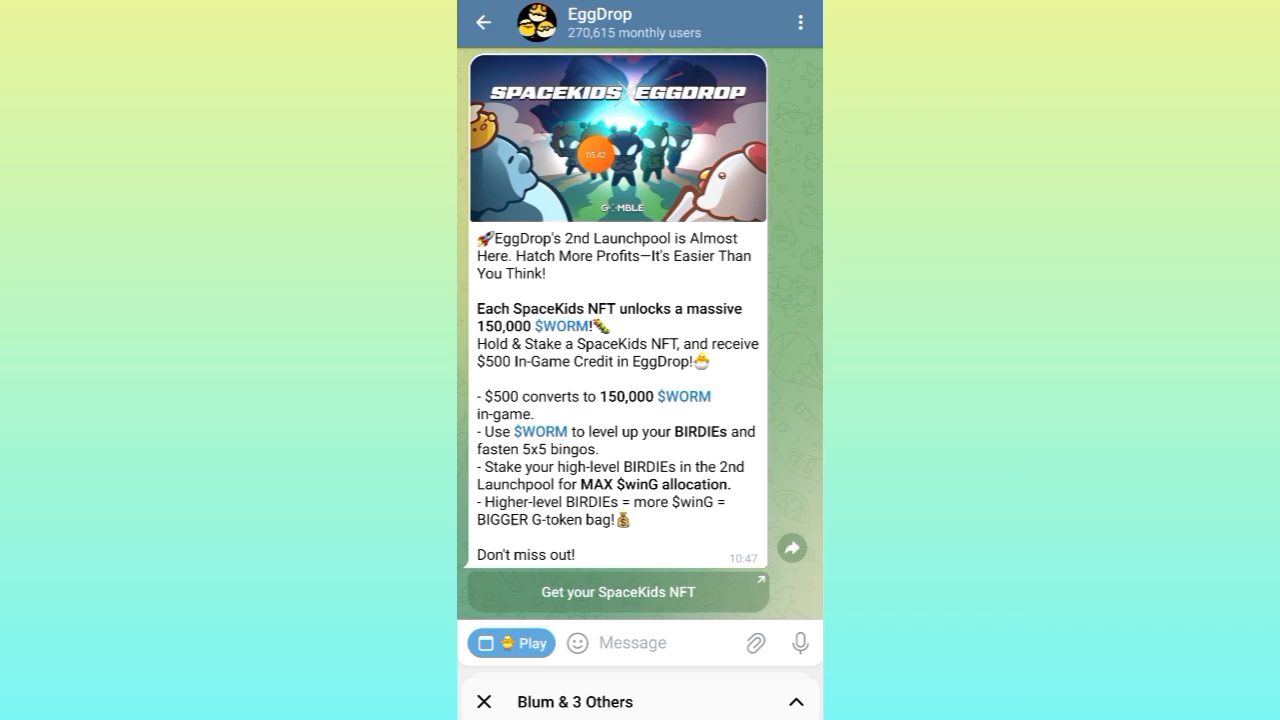 EggDrop
270,615 monthly users
SPACEKIDS EGGDROP
05:42
G MBLE
🚀EggDrop's 2nd Launchpool is Almost
Here. Hatch More Profits—It's Easier Than
You Think!
Each SpaceKids NFT unlocks a massive
150,000 $WORM!🐛
Hold & Stake a SpaceKids NFT, and receive
$500 In-Game Credit in EggDrop!🐣
- $500 converts to 150,000 $WORM
in-game.
- Use $WORM to level up your BIRDIEs and
fasten 5x5 bingos.
- Stake your high-level BIRDIEs in the 2nd
Launchpool for MAX $winG allocation.
- Higher-level BIRDIEs = more $winG =
BIGGER G-token bag!💰
Don't miss out!
10:47
Get your SpaceKids NFT
🐥 Play
Message
Blum & 3 Others